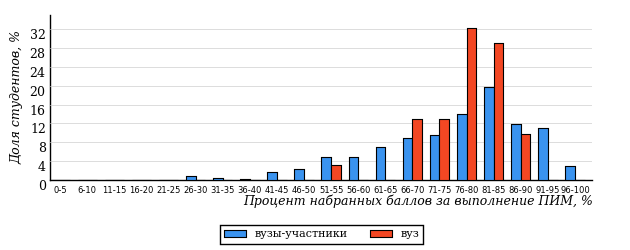 Доля студентов, %
32
28
24
20
16
12
8
4
0
0-5 6-10 11-15 16-20 21-25 26-30 31-35 36-40 41-45 46-50 51-55 56-60 61-65 66-70 71-75 76-80 81-85 86-90 91-95 96-100
Процент набранных баллов за выполнение ПИМ, %
вузы-участники вуз